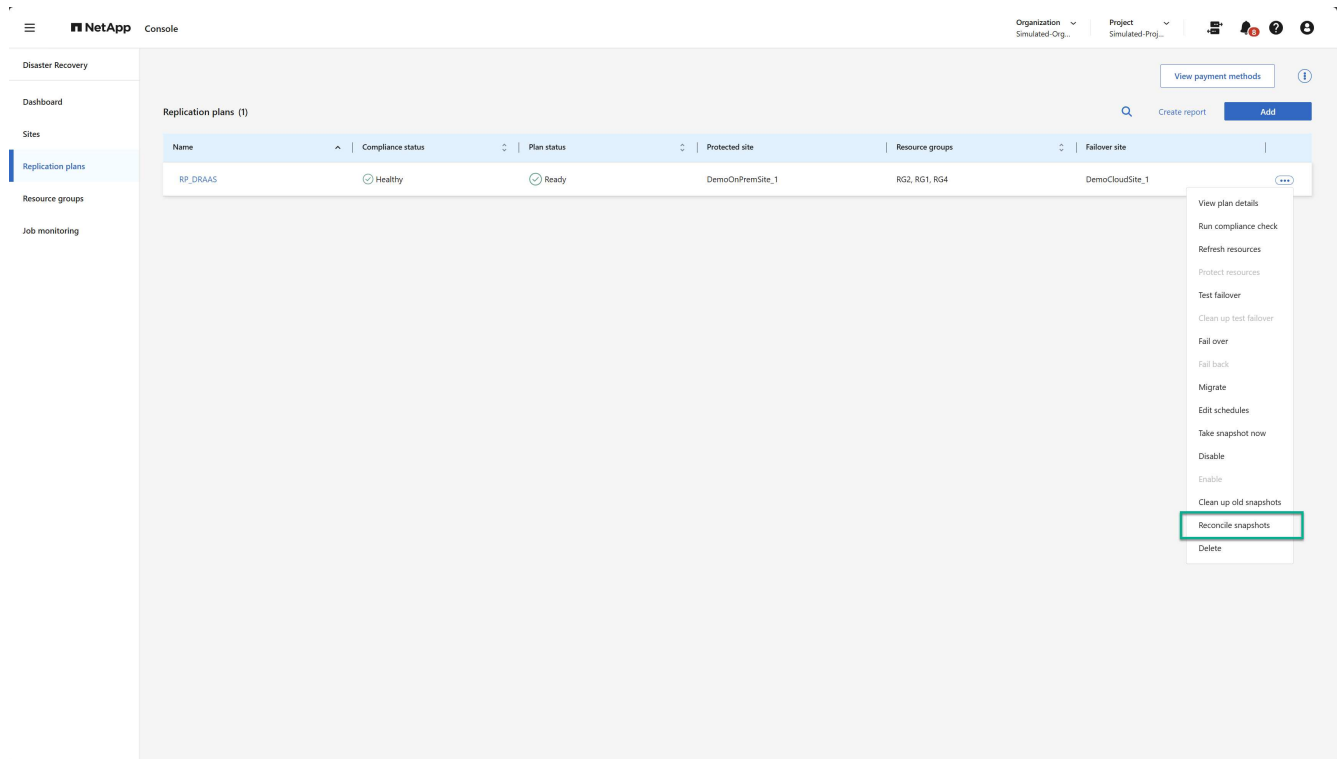 NetApp Console
Organization
Simulated-Org...
Project
Simulated-Proj...
8
Disaster Recovery
Dashboard
Sites
Replication plans
Resource groups
Job monitoring
View payment methods
Replication plans (1)
Create report
Add
Name Compliance status Plan status Protected site Resource groups Failover site
RP_DRAAS Healthy Ready DemoOnPremSite_1 RG2, RG1, RG4 DemoCloudSite_1
View plan details
Run compliance check
Refresh resources
Protect resources
Test failover
Clean up test failover
Fail over
Fail back
Migrate
Edit schedules
Take snapshot now
Disable
Enable
Clean up old snapshots
Reconcile snapshots
Delete